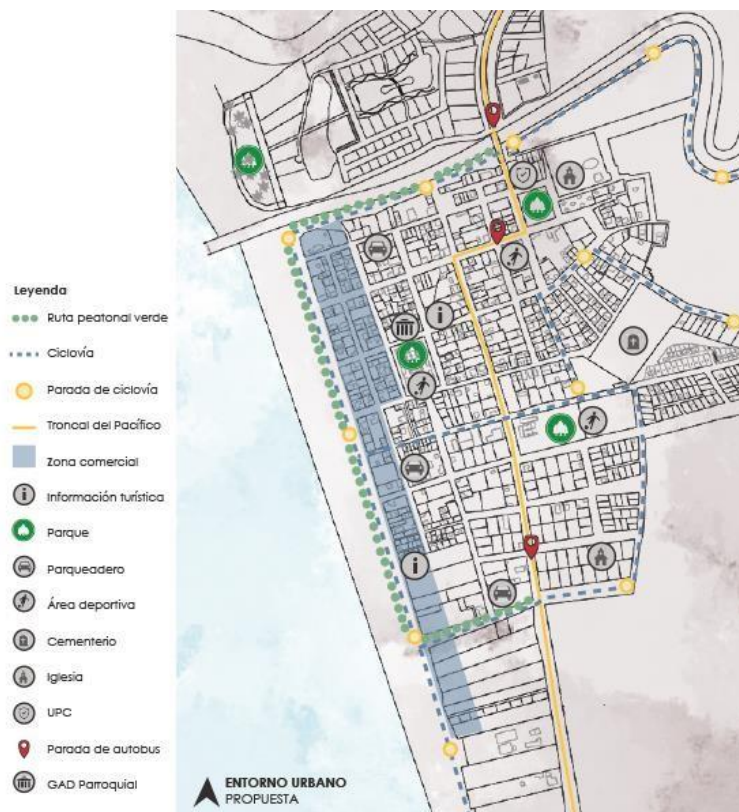 Leyenda
Ruta peatonal verde
Ciclovía
Parada de ciclovía
Troncal del Pacífico
Zona comercial
Información turística
Parque
Parqueadero
Área deportiva
Cementerio
Iglesia
UPC
Parada de autobus
GAD Parroquial
ENTORNO URBANO
PROPUESTA